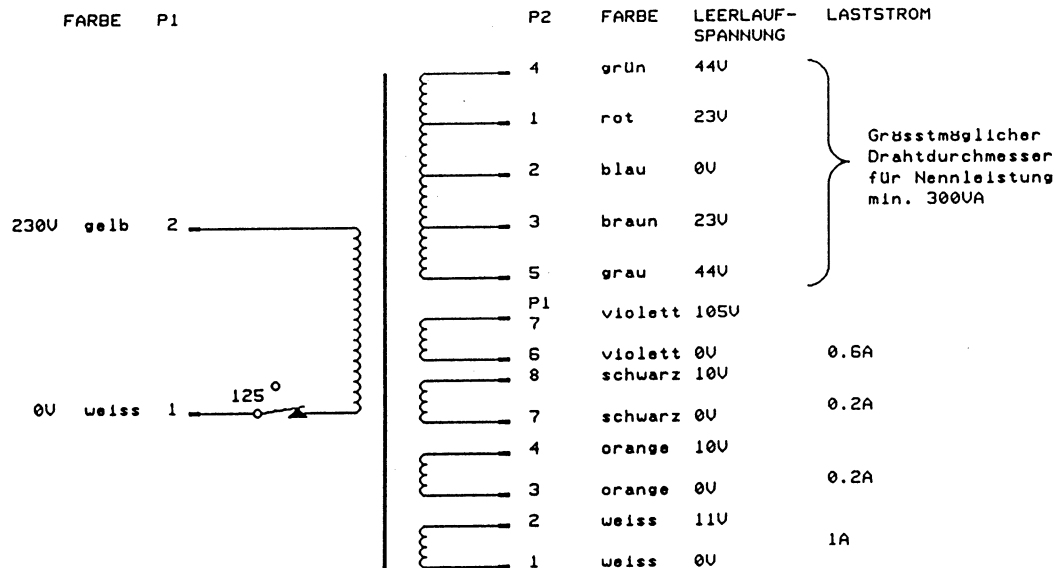 FARBE P1 P2 FARBE LEERLAUF- LASTSTROM
SPANNUNG
4 grün 44V
1 rot 23V
Grösstmöglicher
Drahtdurchmesser
für Nennleistung
min. 300VA
2 blau 0V
230V gelb 2
3 braun 23V
5 grau 44V
P1
7 violett 105V
6 violett 0V 0.6A
8 schwarz 10V
125°
0V weiss 1
7 schwarz 0V 0.2A
4 orange 10V
3 orange 0V 0.2A
2 weiss 11V
1A
1 weiss 0V